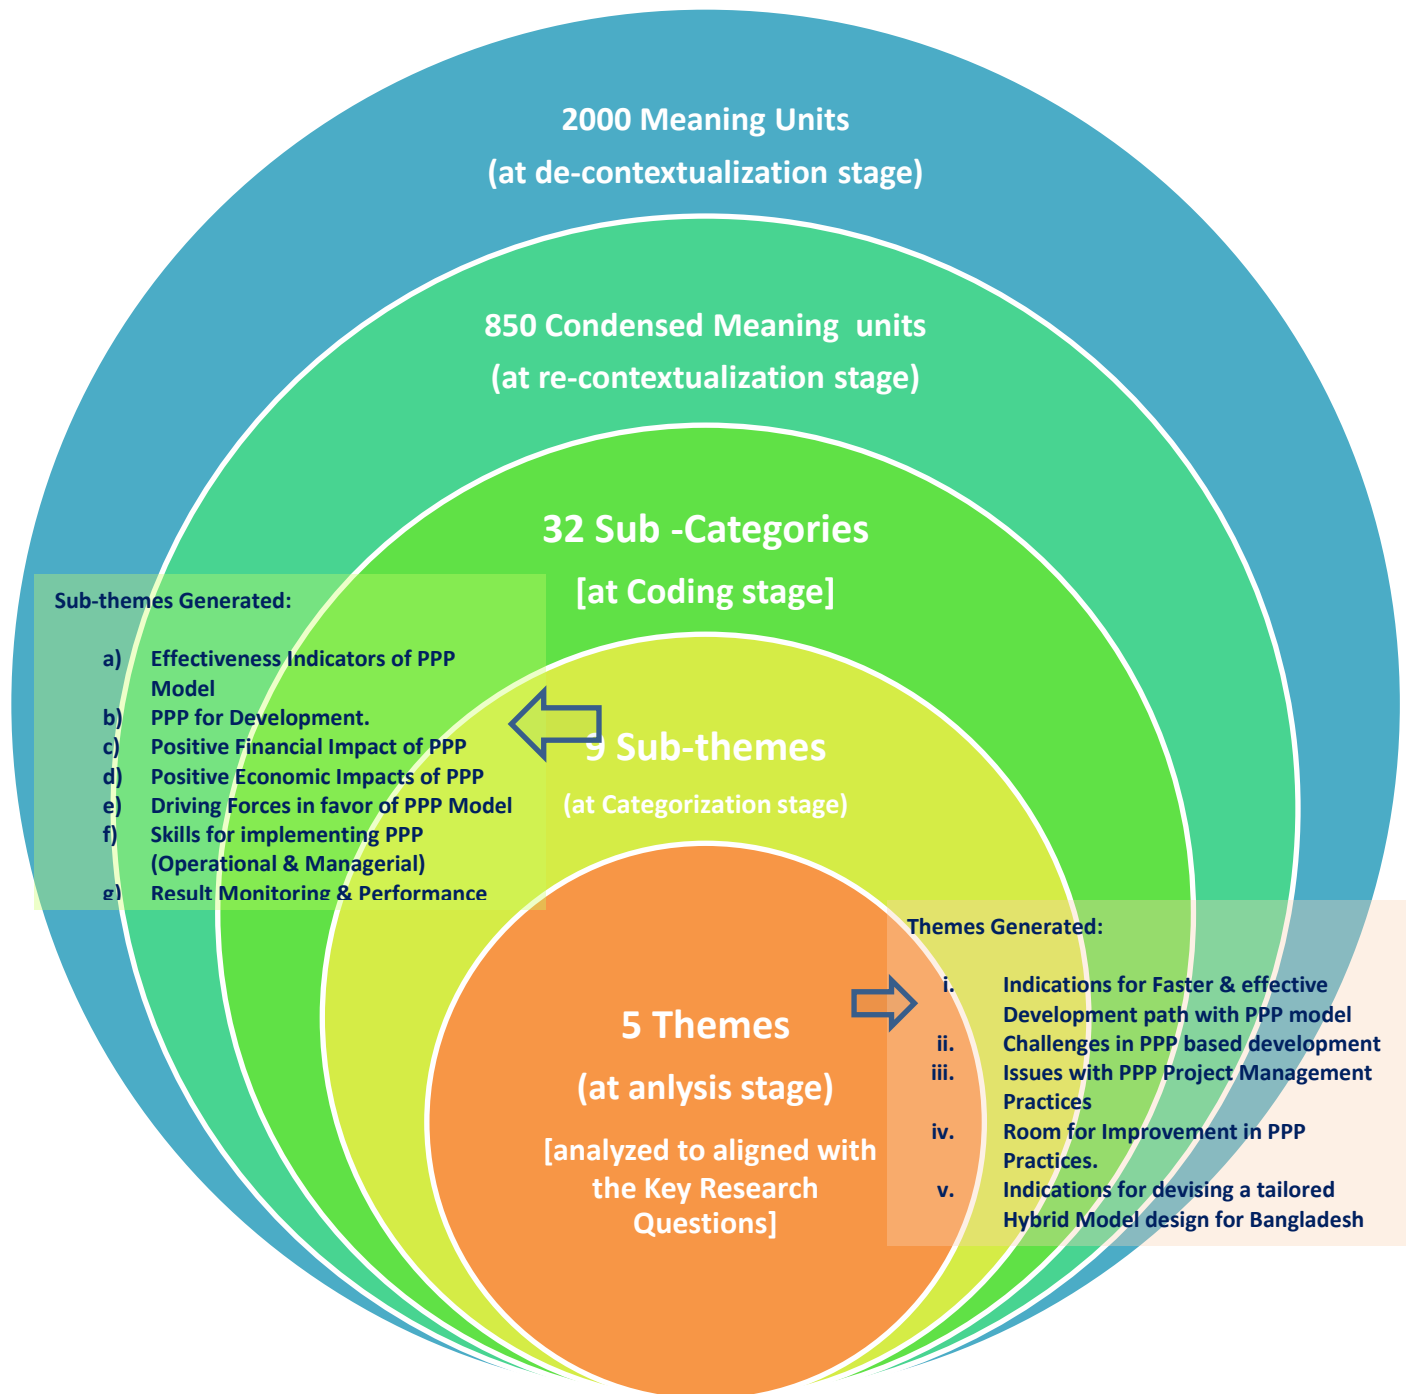 2000 Meaning Units
(at de-contextualization stage)
850 Condensed Meaning  units
(at re-contextualization stage)
32 Sub -Categories
[at Coding stage]
Sub-themes Generated:
a) Effectiveness Indicators of PPP
Model
b) PPP for Development.
c) Positive Financial Impact of PPP
d) Positive Economic Impacts of PPP
e) Driving Forces in favor of PPP Model
f) Skills for implementing PPP
(Operational & Managerial)
g) Result Monitoring & Performance
9 Sub-themes
(at Categorization stage)
5 Themes
(at anlysis stage)
[analyzed to aligned with
the Key Research
Questions]
Themes Generated:
i. Indications for Faster & effective
Development path with PPP model
ii. Challenges in PPP based development
iii. Issues with PPP Project Management
Practices
iv. Room for Improvement in PPP
Practices.
v. Indications for devising a tailored
Hybrid Model design for Bangladesh